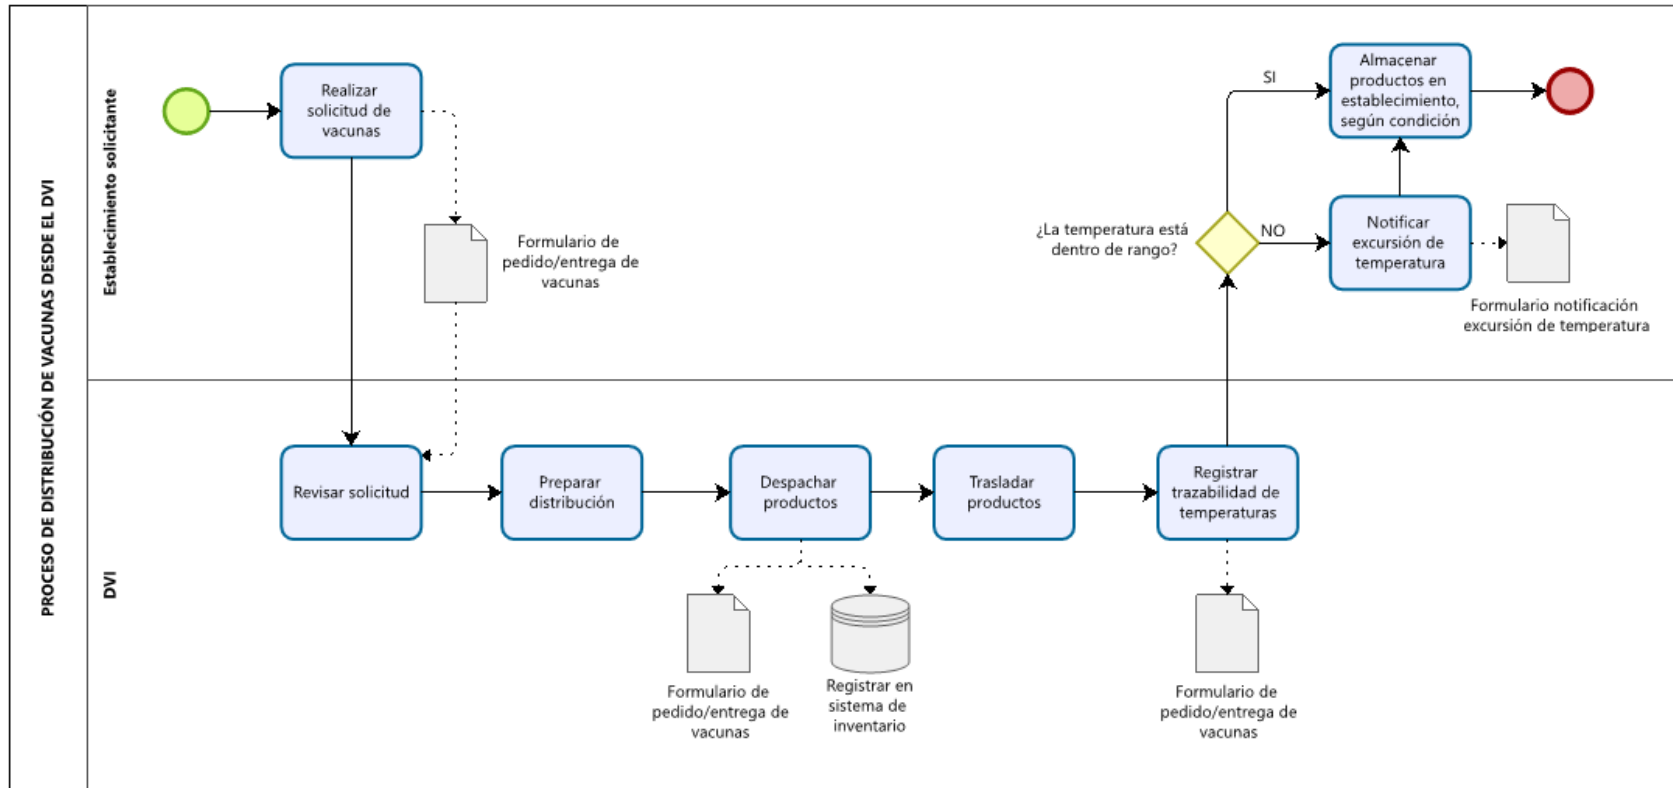 PROCESO DE DISTRIBUCIÓN DE VACUNAS DESDE EL DVI
Establecimiento solicitante
Realizar
solicitud de
vacunas
Formulario de
pedido/entrega de
vacunas
¿La temperatura está
dentro de rango?
SI
NO
Almacenar
productos en
establecimiento,
según condición
Notificar
excursión de
temperatura
Formulario notificación
excursión de temperatura
DVI
Revisar solicitud
Preparar
distribución
Despachar
productos
Trasladar
productos
Registrar
trazabilidad de
temperaturas
Formulario de
pedido/entrega de
vacunas
Registrar en
sistema de
inventario
Formulario de
pedido/entrega de
vacunas